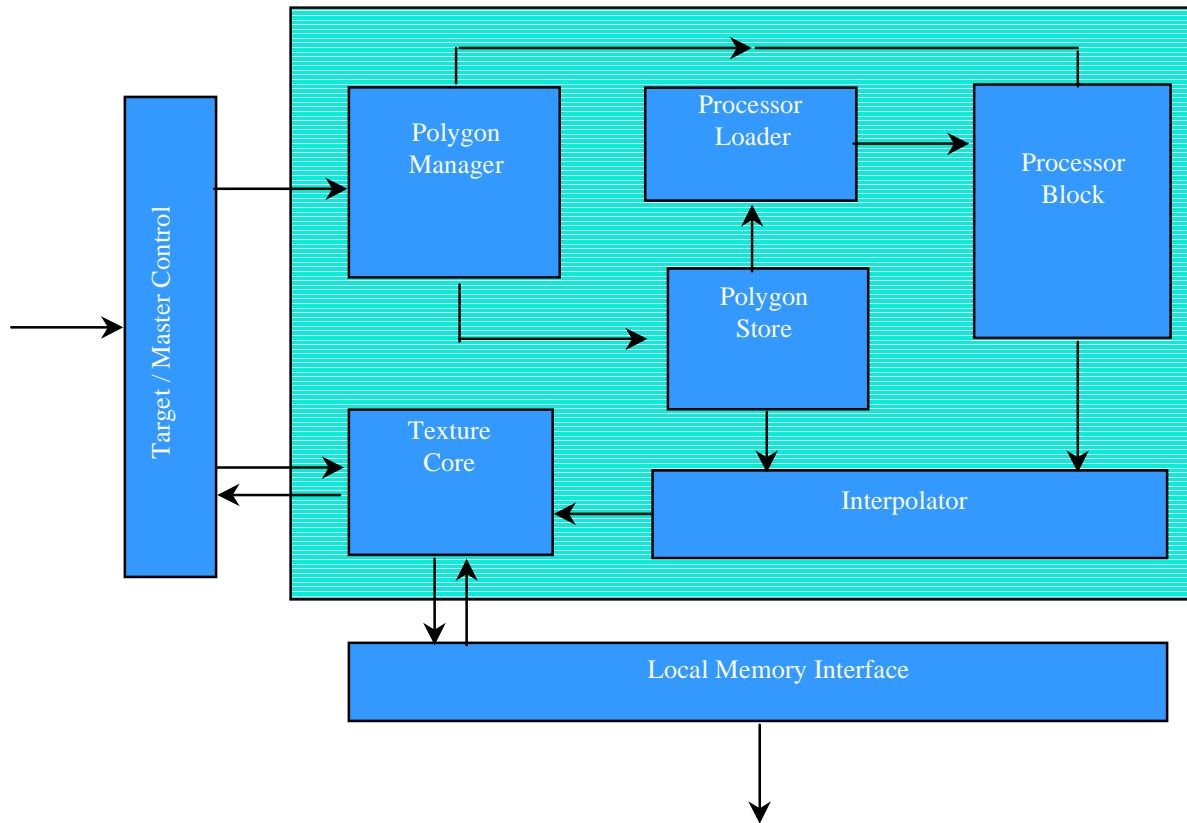 Polygon
Manager
Processor
Loader
Processor
Block
Target / Master Control
Polygon
Store
Texture
Core
Interpolator
Local Memory Interface